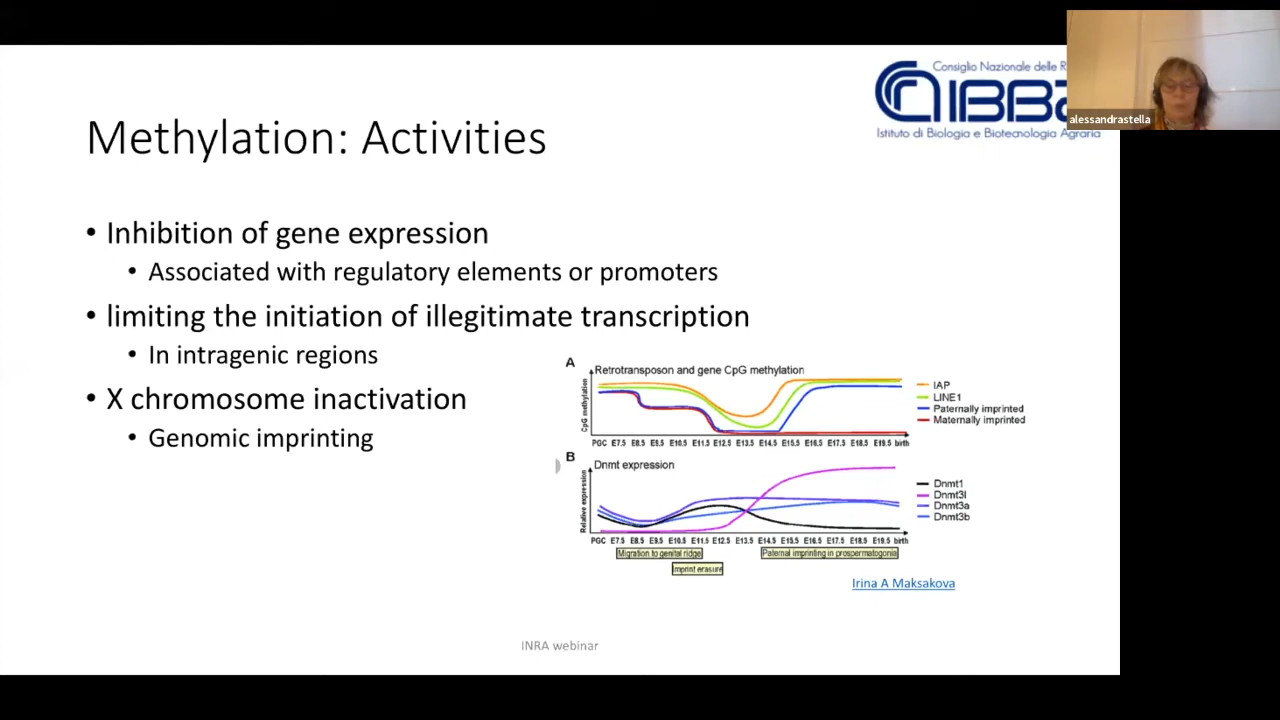 Consiglio Nazionale delle R
IBBA
Istituto di Biologia e Biotecnologia Agraria
alessandrastella
Methylation: Activities
• Inhibition of gene expression
• Associated with regulatory elements or promoters
• limiting the initiation of illegitimate transcription
• In intragenic regions
• X chromosome inactivation
• Genomic imprinting
A
Retrotransposon and gene CpG methylation
CpG methylation
IAP
LINE1
Paternally imprinted
Maternally imprinted
PGC E7.5 E8.5 E9.5 E10.5 E11.5 E12.5 E13.5 E14.5 E15.5 E16.5 E17.5 E18.5 E19.5 birth
B
Dnmt expression
Relative expression
Dnmt1
Dnmt3l
Dnmt3a
Dnmt3b
PGC E7.5 E8.5 E9.5 E10.5 E11.5 E12.5 E13.5 E14.5 E15.5 E16.5 E17.5 E18.5 E19.5 birth
Migration to genital ridge
Paternal imprinting in prospermatogonia
Imprint erasure
Irina A Maksakova
INRA webinar